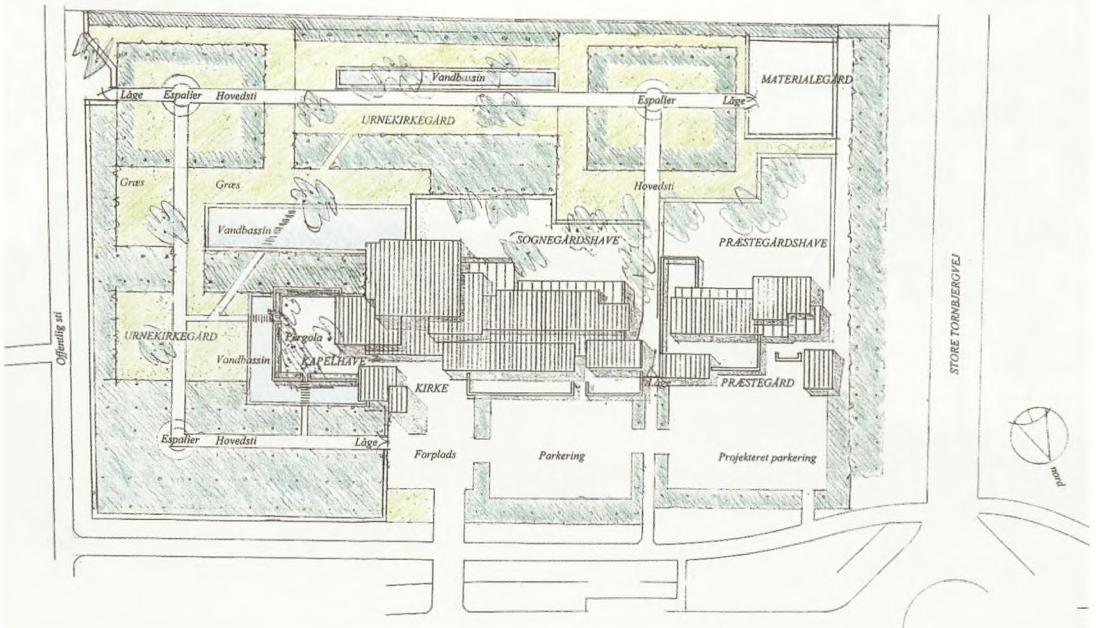 MATERIALEGÅRD
Vandbassin
Låge Espalier Hovedsti
Espalier
Låge
URNEKIRKEGÅRD
Græs
Græs
Hovedsti
Vandbassin
SOGNEGÅRDSHAVE
PRÆSTEGÅRDSHAVE
STORE TORNBJERGVEJ
Offentlig sti
URNEKIRKEGÅRD
Pergola
Vandbassin
KAPELHAVE
KIRKE
Låge
PRÆSTEGÅRD
Espalier Hovedsti
Låge
Forplads
Parkering
Projekteret parkering
nord